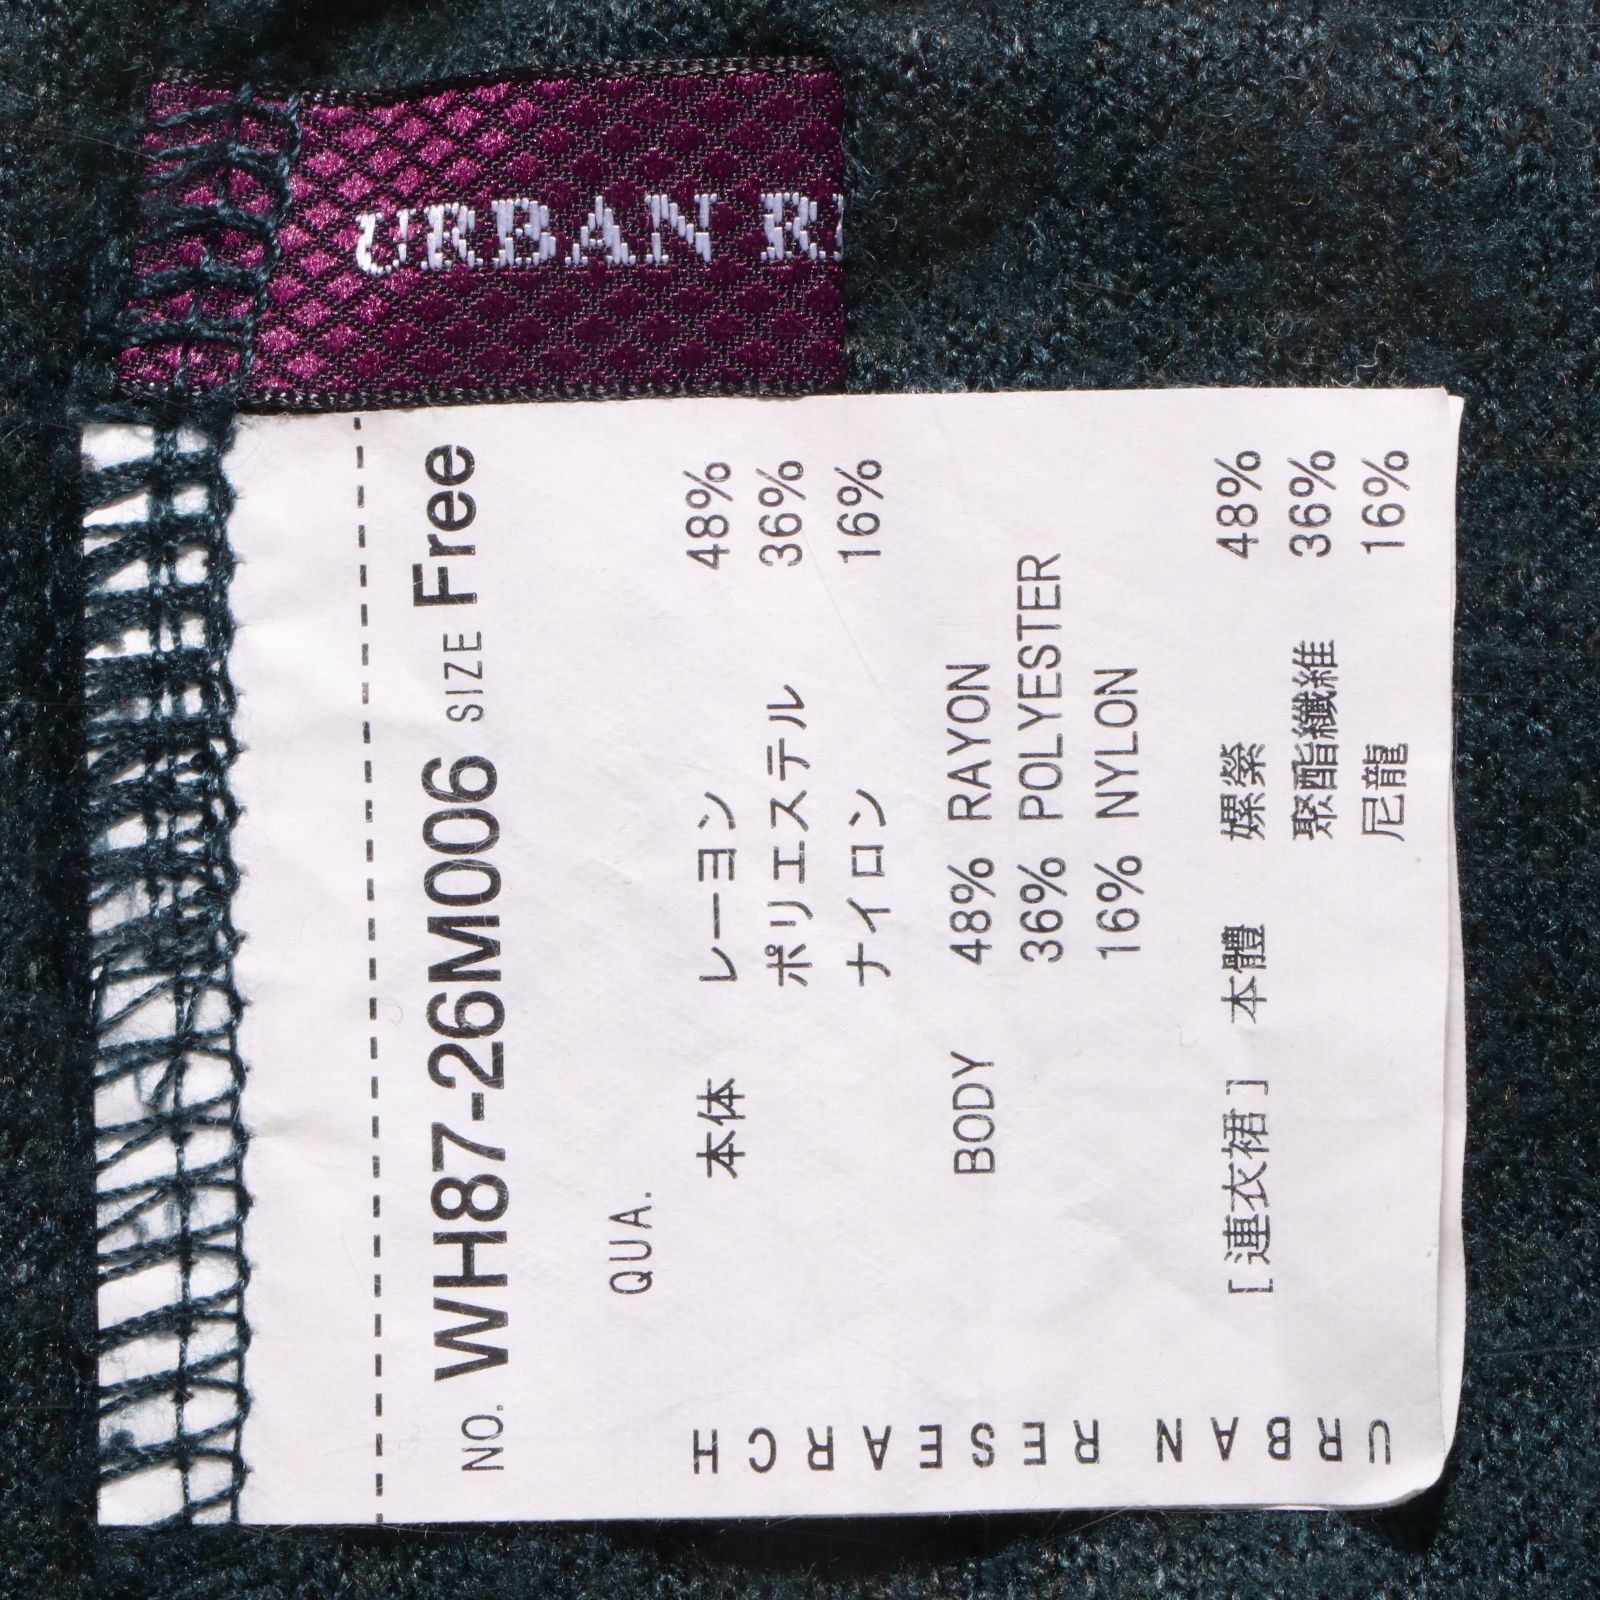 URBAN R
NO. WH87-26M006 SIZE Free
QUA.
本体 レーヨン 48%
ポリエステル 36%
ナイロン 16%
BODY 48% RAYON
36% POLYESTER
16% NYLON
[連衣裙] 本體 嫘縈 48%
聚酯纖維 36%
尼龍 16%
URBAN RESEARCH